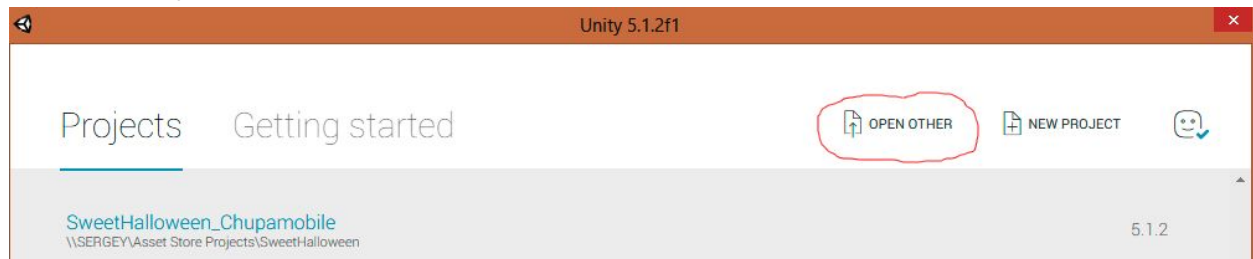 Unity 5.1.2f1
Projects Getting started OPEN OTHER NEW PROJECT
SweetHalloween_Chupamobile 5.1.2
\\SERGEY\Asset Store Projects\SweetHalloween